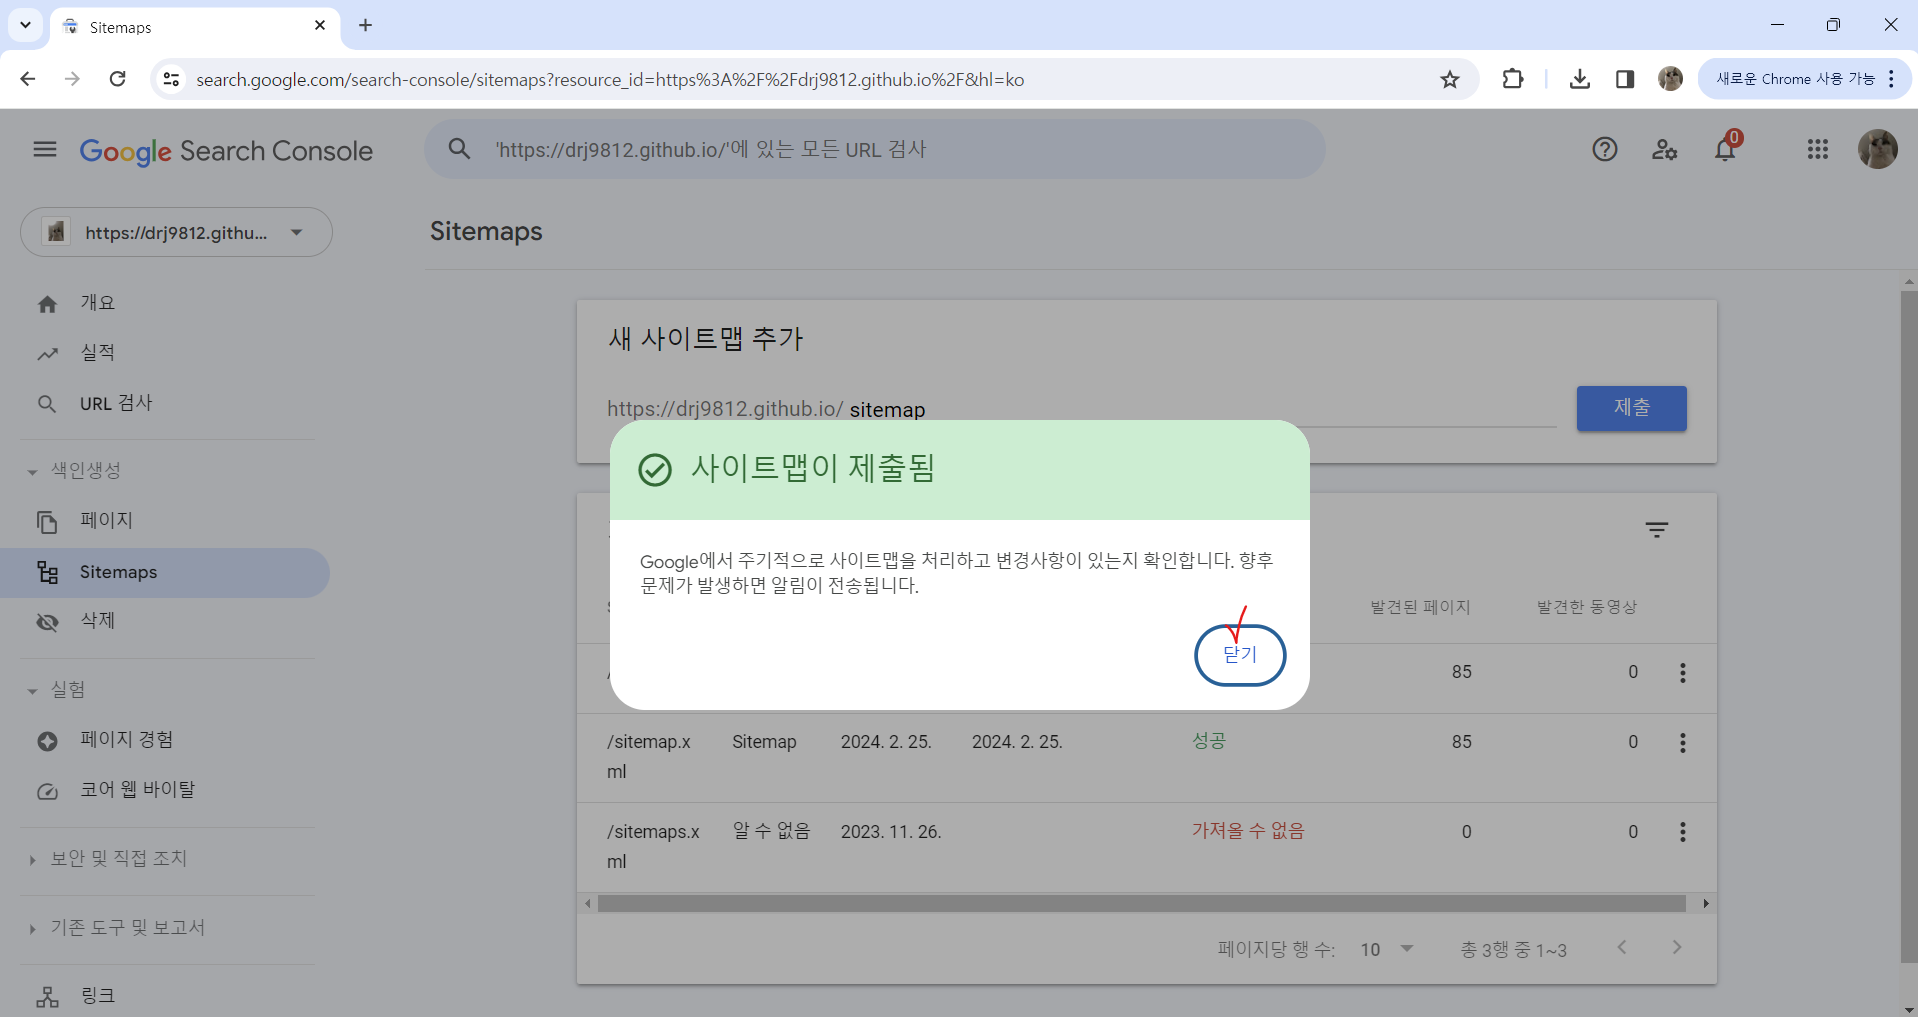 Sitemaps
search.google.com/search-console/sitemaps?resource_id=https%3A%2F%2Fdrj9812.github.io%2F&hl=ko
새로운 Chrome 사용 가능
Google Search Console
'https://drj9812.github.io/'에 있는 모든 URL 검사
0
https://drj9812.githu...
Sitemaps
개요
실적
URL 검사
색인생성
페이지
Sitemaps
삭제
실험
페이지 경험
코어 웹 바이탈
보안 및 직접 조치
기존 도구 및 보고서
링크
새 사이트맵 추가
https://drj9812.github.io/ sitemap
제출
사이트맵이 제출됨
Google에서 주기적으로 사이트맵을 처리하고 변경사항이 있는지 확인합니다. 향후
문제가 발생하면 알림이 전송됩니다.
닫기
발견된 페이지 발견한 동영상
85 0
/sitemap.x Sitemap 2024. 2. 25. 2024. 2. 25. 성공 85 0
ml
/sitemaps.x 알 수 없음 2023. 11. 26. 가져올 수 없음 0 0
ml
페이지당 행 수: 10 총 3행 중 1~3